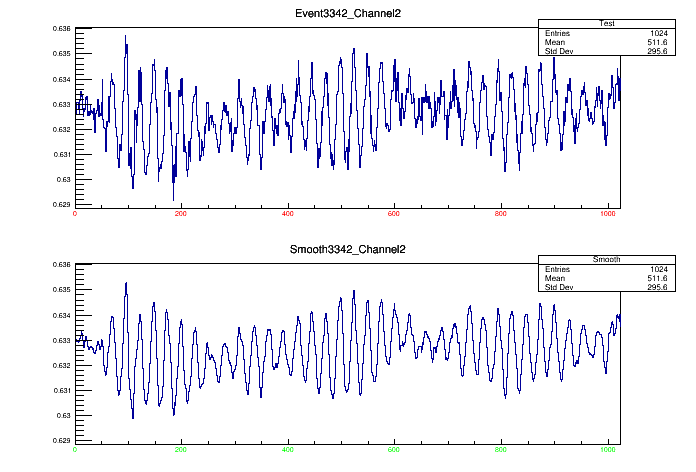 Event3342_Channel2
Test
Entries 1024
Mean 511.6
Std Dev 295.6
0.636
0.635
0.634
0.633
0.632
0.631
0.63
0.629
0 200 400 600 800 1000
Smooth3342_Channel2
Smooth
Entries 1024
Mean 511.6
Std Dev 295.6
0.636
0.635
0.634
0.633
0.632
0.631
0.63
0.629
0 200 400 600 800 1000